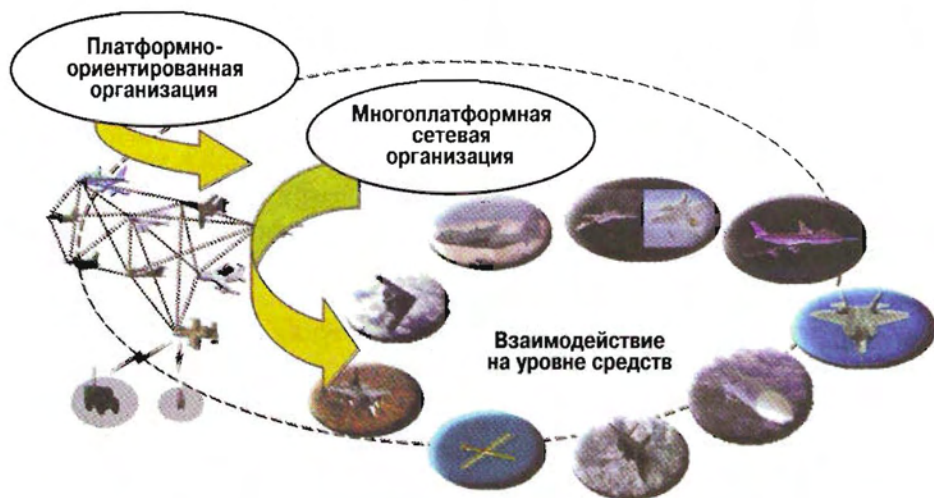 Платформно-
ориентированная
организация
Многоплатформная
сетевая
организация
Взаимодействие
на уровне средств